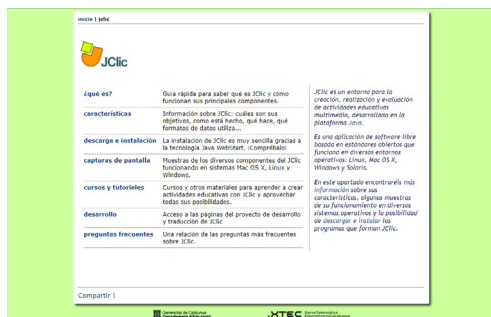 inicio | jclic
JClic
¿qué es?
Guía rápida para saber qué es JClic y cómo
funcionan sus principales componentes.
características
Información sobre JClic: cuáles son sus
objetivos, como está hecho, qué hace, qué
formatos de datos utiliza...
descarga e instalación
La instalación de JClic es muy sencilla gracias a
la tecnología Java WebStart. ¡Compruébalo!
capturas de pantalla
Muestras de los diversos componentes del JClic
funcionando en sistemas Mac OS X, Linux y
Windows.
cursos y tutoriales
Cursos y otros materiales para aprender a crear
actividades educativas con JClic y aprovechar
todas sus posibilidades.
desarrollo
Acceso a las páginas del proyecto de desarrollo
y traducción de JClic
preguntas frecuentes
Una relación de las preguntas más frecuentes
sobre JClic.
JClic es un entorno para la
creación, realización y evaluación
de actividades educativas
multimedia, desarrollado en la
plataforma Java.
Es una aplicación de software libre
basada en estándares abiertos que
funciona en diversos entornos
operativos: Linux, Mac OS X,
Windows y Solaris.
En este apartado encontraréis más
información sobre sus
características, algunas muestras
de su funcionamiento en diversos
sistemas operativos y la posibilidad
de descargar e instalar los
programas que forman JClic.
Compartir |
Generalitat de Catalunya
XTEC